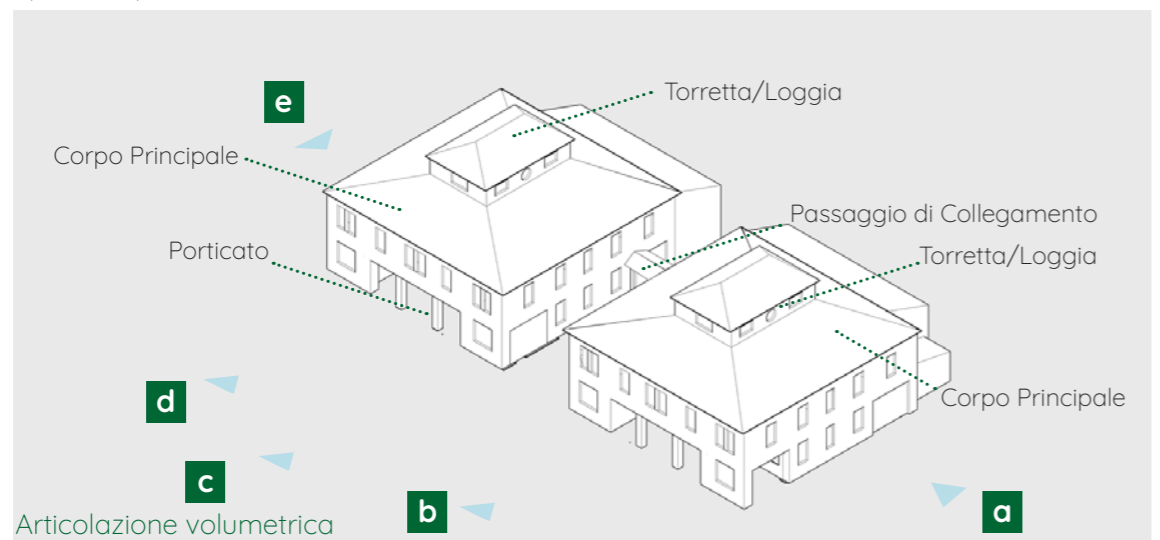 e
Torretta/Loggia
Corpo Principale
Passaggio di Collegamento
Porticato
Torretta/Loggia
d
Corpo Principale
c
b
a
Articolazione volumetrica